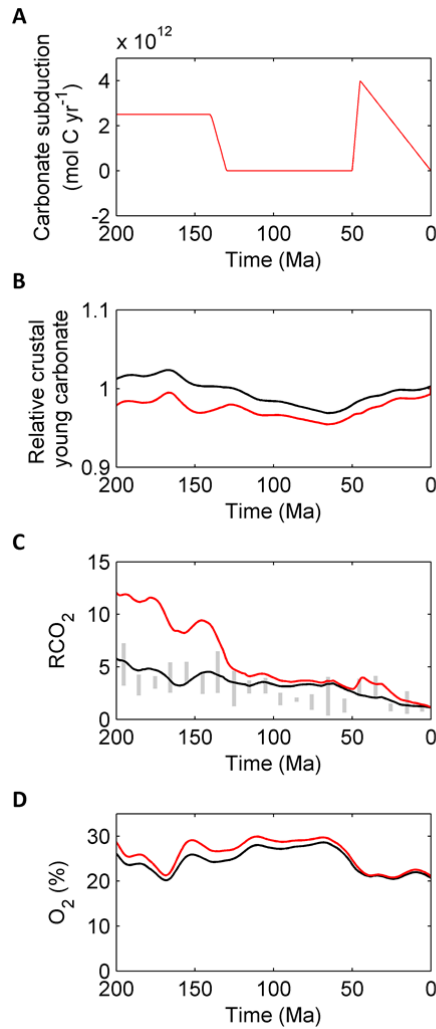 A
x 10¹²
Carbonate subduction
(mol C yr⁻¹)
4
2
0
-2
200 150 100 50 0
Time (Ma)
B
Relative crustal
young carbonate
1.1
1
0.9
200 150 100 50 0
Time (Ma)
C
RCO₂
15
10
5
0
200 150 100 50 0
Time (Ma)
D
O₂ (%)
30
20
10
0
200 150 100 50 0
Time (Ma)